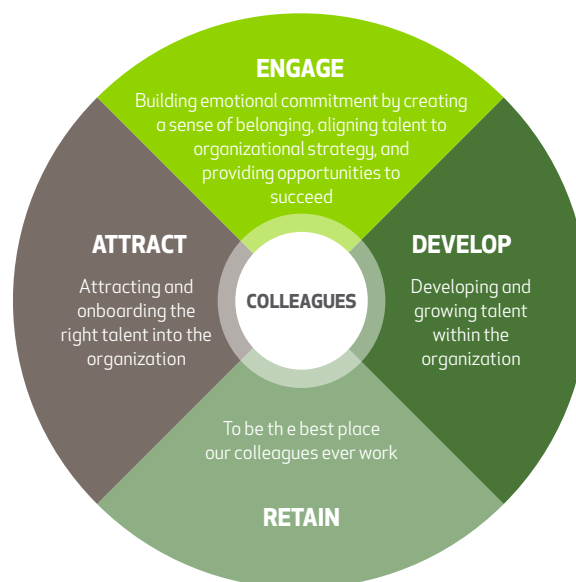 ENGAGE
Building emotional commitment by creating
a sense of belonging, aligning talent to
organizational strategy, and
providing opportunities to
succeed
ATTRACT
Attracting and
onboarding the
right talent into the
organization
COLLEAGUES
DEVELOP
Developing and
growing talent
within the
organization
To be th e best place
our colleagues ever work
RETAIN